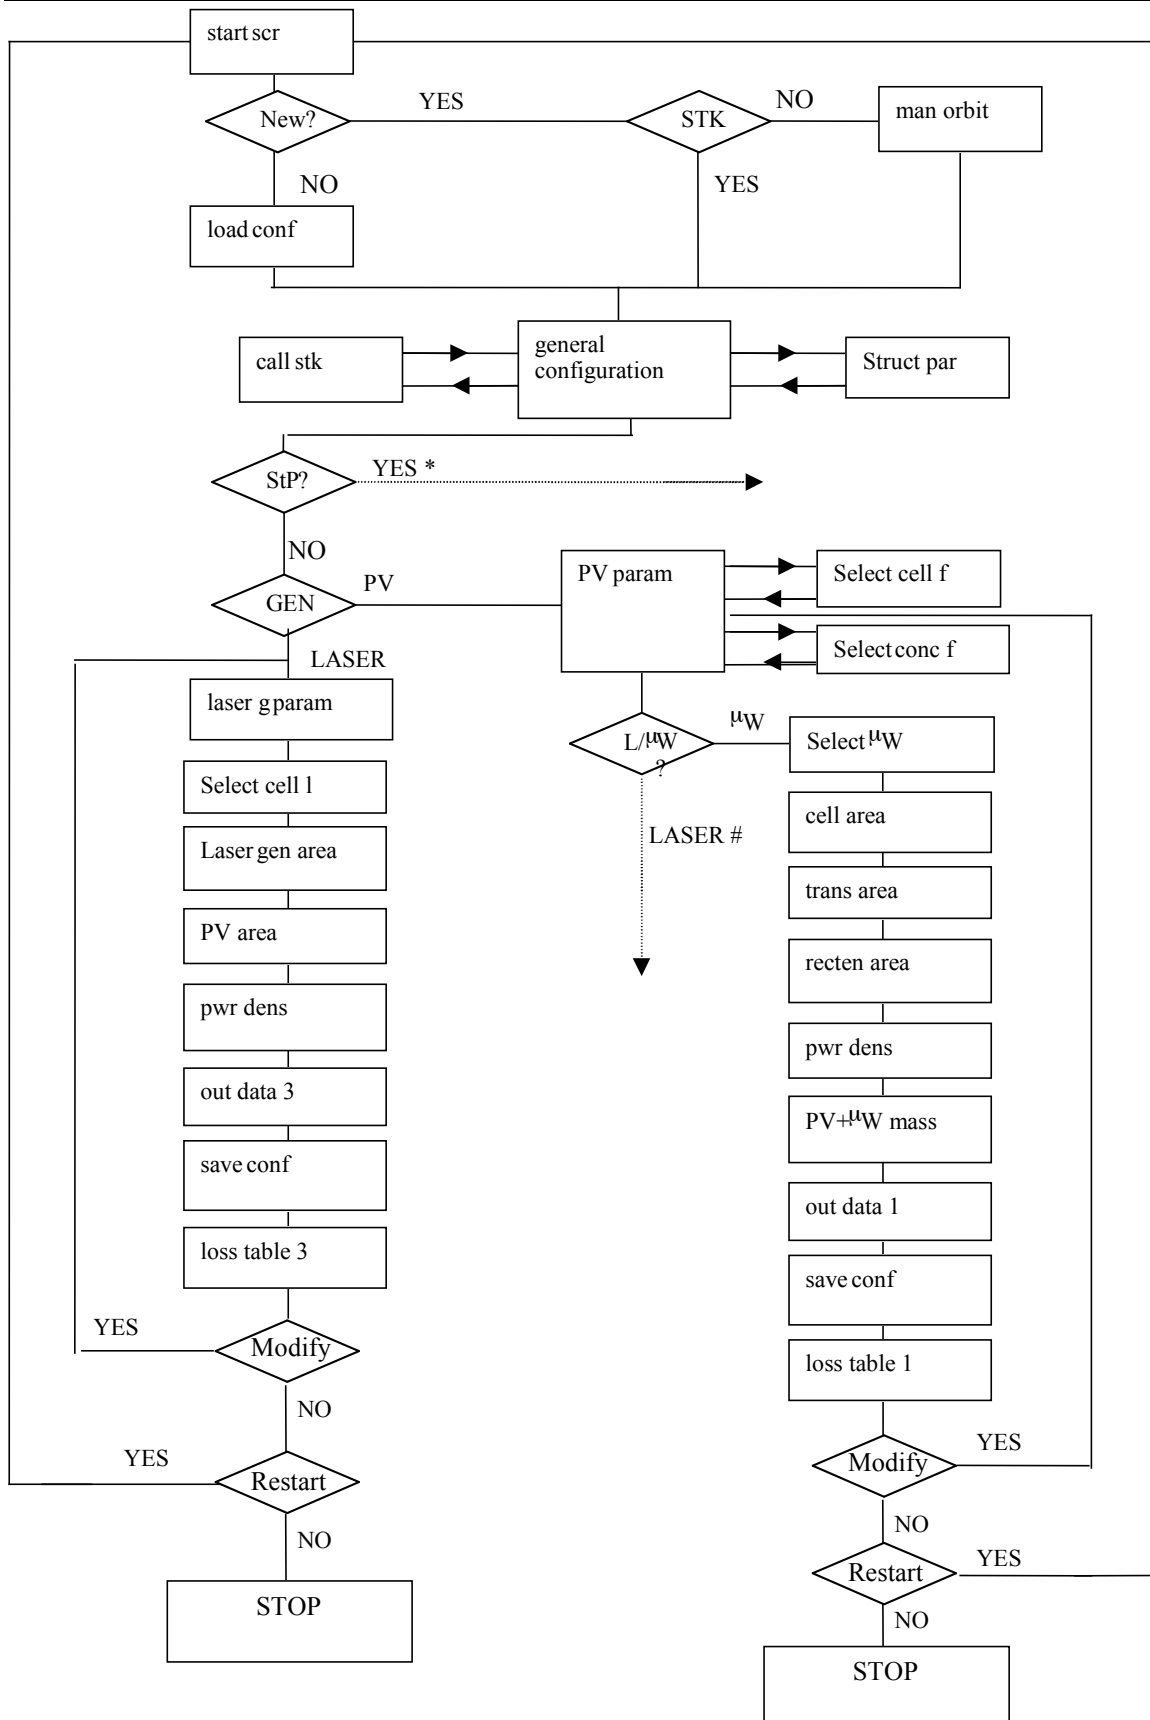 start scr
New?
YES
STK
NO
man orbit
NO
YES
load conf
call stk
general
configuration
Struct par
StP?
YES *
NO
GEN
PV
PV param
Select cell f
Select conc f
LASER
laser g param
L/µW
?
µW
Select µW
Select cell l
cell area
LASER #
Laser gen area
trans area
PV area
recten area
pwr dens
pwr dens
out data 3
PV+µW mass
save conf
out data 1
loss table 3
save conf
YES
Modify
loss table 1
NO
YES
Restart
Modify
YES
NO
NO
Restart
YES
STOP
NO
STOP